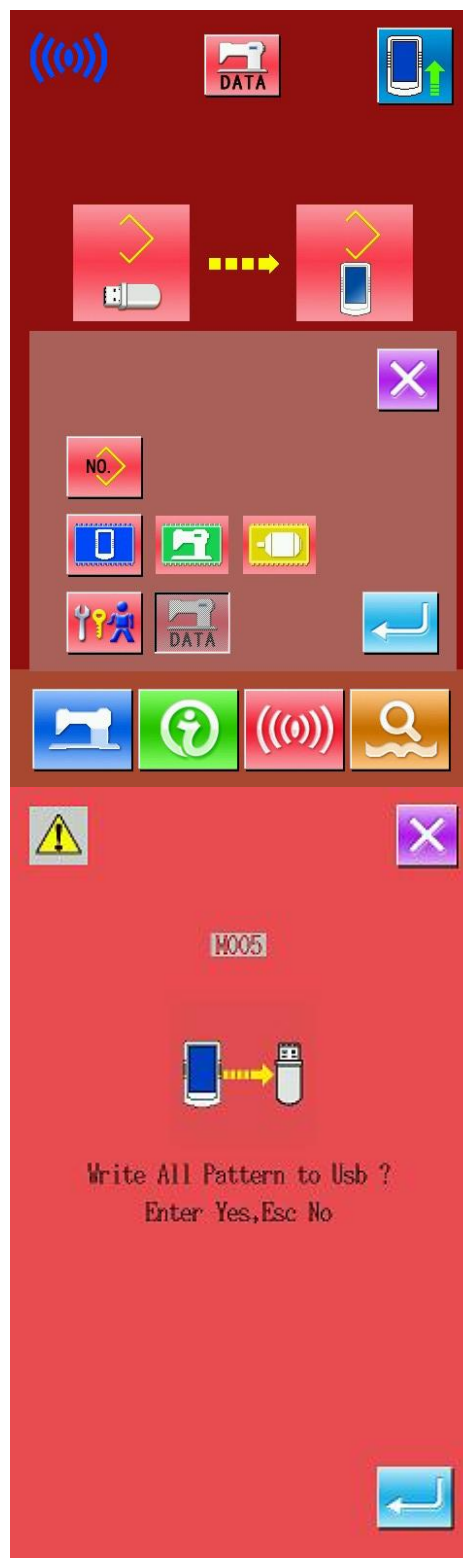 DATA
NO.
DATA
M005
Write All Pattern to Usb ?
Enter Yes,Esc No